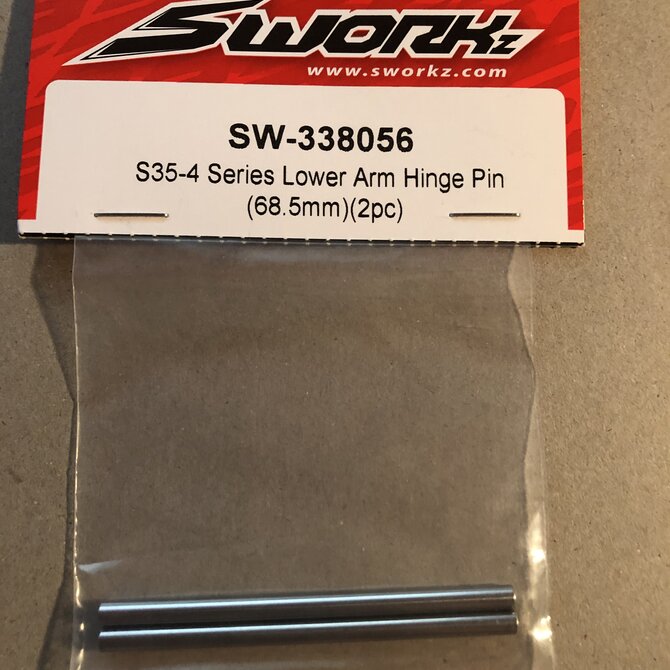 SWORKz
www.sworkz.com
SW-338056
S35-4 Series Lower Arm Hinge Pin
(68.5mm)(2pc)